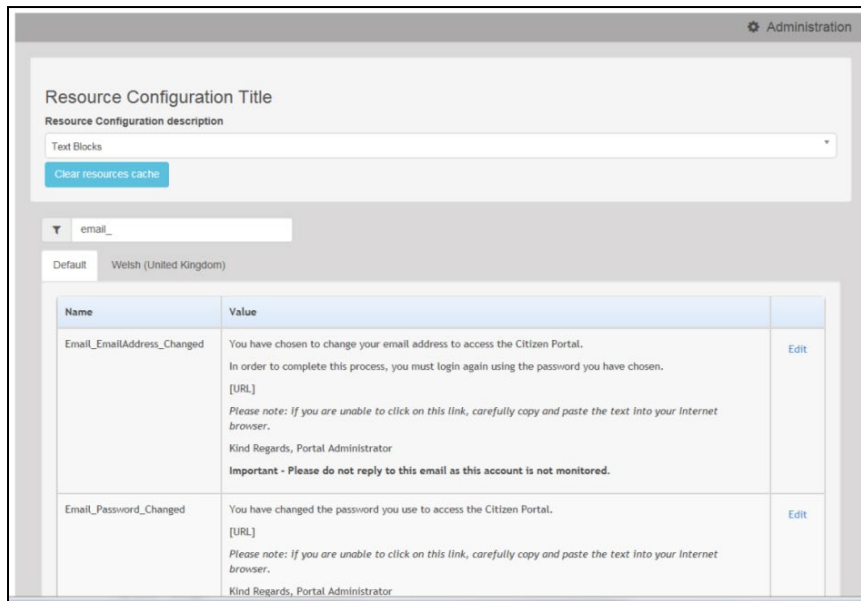 Administration
Resource Configuration Title
Resource Configuration description
Text Blocks
Clear resources cache
email_
Default Welsh (United Kingdom)
Name Value
Email_EmailAddress_Changed You have chosen to change your email address to access the Citizen Portal. Edit
In order to complete this process, you must login again using the password you have chosen.
[URL]
Please note: if you are unable to click on this link, carefully copy and paste the text into your internet
browser.
Kind Regards, Portal Administrator
Important - Please do not reply to this email as this account is not monitored.
Email_Password_Changed You have changed the password you use to access the Citizen Portal. Edit
[URL]
Please note: if you are unable to click on this link, carefully copy and paste the text into your internet
browser.
Kind Regards, Portal Administrator